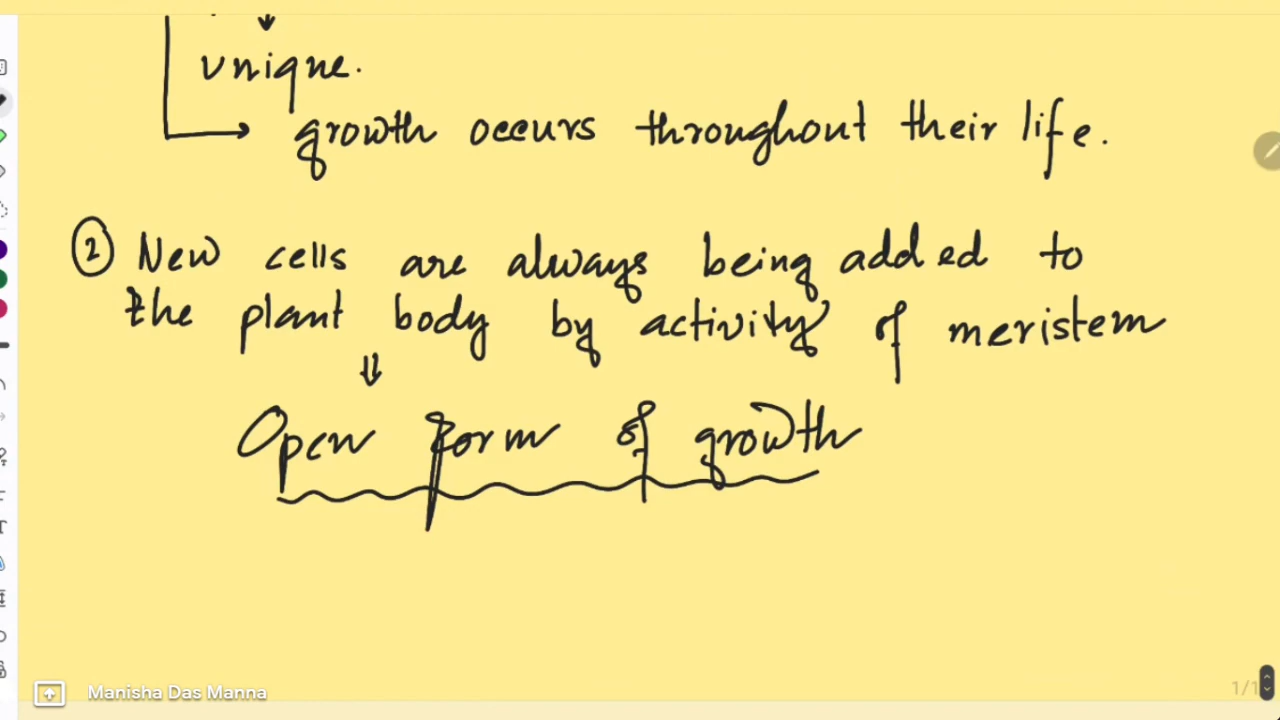 unique.
growth occurs throughout their life.
② New cells are always being added to
the plant body by activity of meristem
⇓
Open form of growth
Manisha Das Manna
1/1